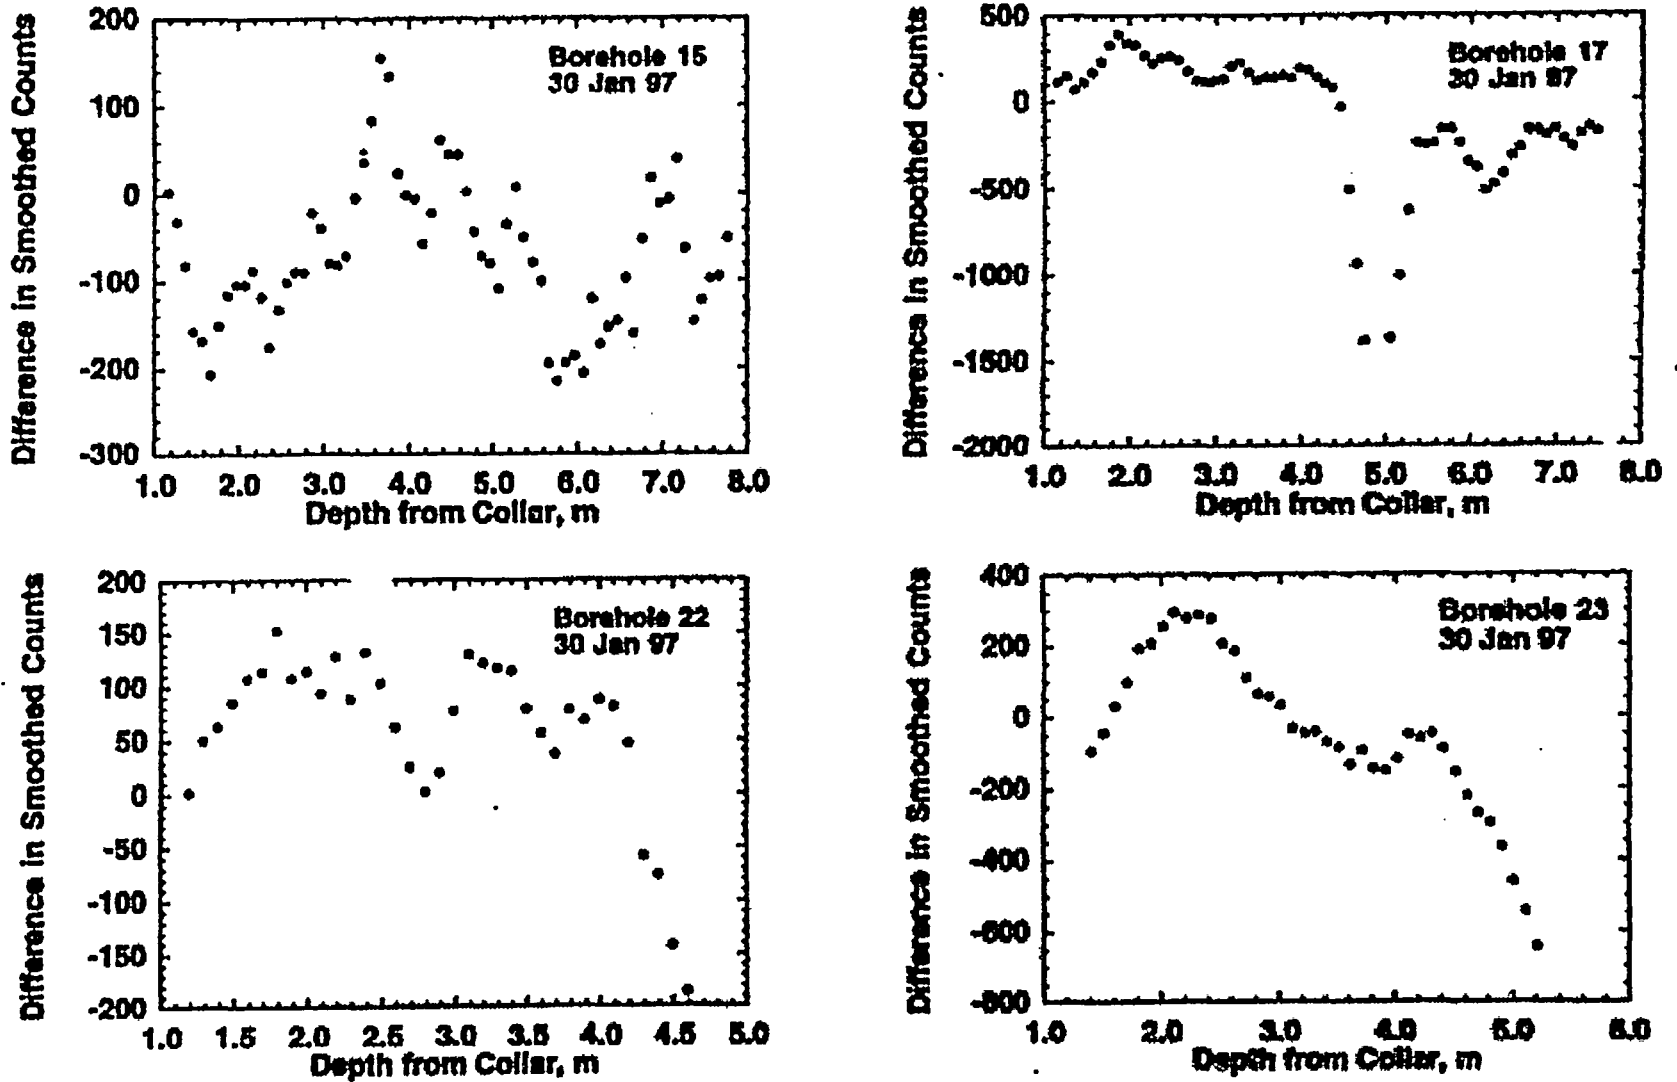 Difference in Smoothed Counts
200
100
0
-100
-200
-300
Borehole 15
30 Jan 97
1.0 2.0 3.0 4.0 5.0 6.0 7.0 8.0
Depth from Collar, m
Difference in Smoothed Counts
500
0
-500
-1000
-1500
-2000
Borehole 17
30 Jan 97
1.0 2.0 3.0 4.0 5.0 6.0 7.0 8.0
Depth from Collar, m
Difference in Smoothed Counts
200
150
100
50
0
-50
-100
-150
-200
Borehole 22
30 Jan 97
1.0 1.5 2.0 2.5 3.0 3.5 4.0 4.5 5.0
Depth from Collar, m
Difference in Smoothed Counts
400
200
0
-200
-400
-600
-800
Borehole 23
30 Jan 97
1.0 2.0 3.0 4.0 5.0 6.0
Depth from Collar, m